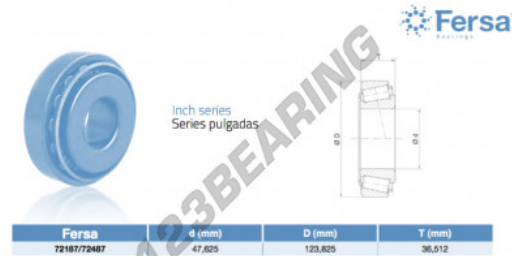 Fersa
Bearings
Inch series
Series pulgadas
123BEARING
Ø D
Ø d
Fersa d (mm) D (mm) T (mm)
72187/72487 47,625 123,825 36,512